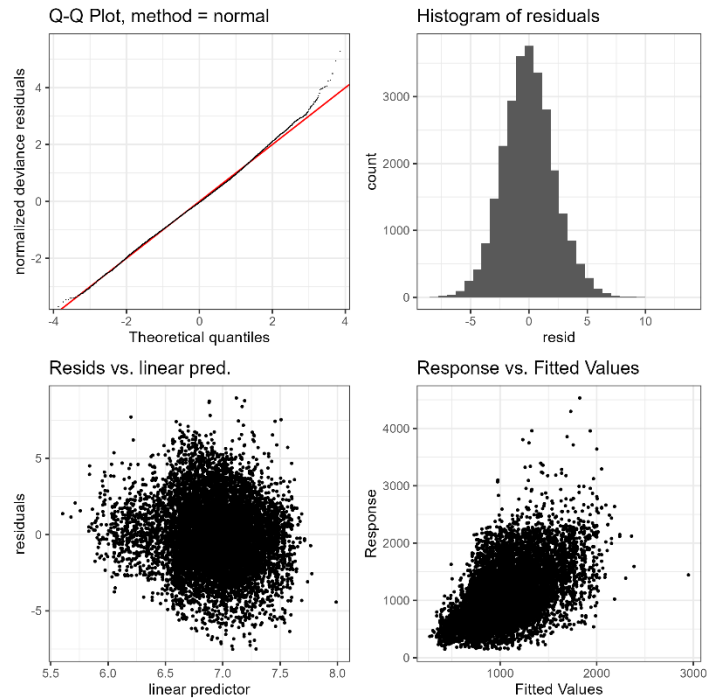 Q-Q Plot, method = normal
normalized deviance residuals
4
2
0
-2
-4
-2
0
2
4
Theoretical quantiles
Histogram of residuals
count
3000
2000
1000
0
-5
0
5
10
resid
Resids vs. linear pred.
residuals
5
0
-5
5.5
6.0
6.5
7.0
7.5
8.0
linear predictor
Response vs. Fitted Values
Response
4000
3000
2000
1000
0
1000
2000
3000
Fitted Values